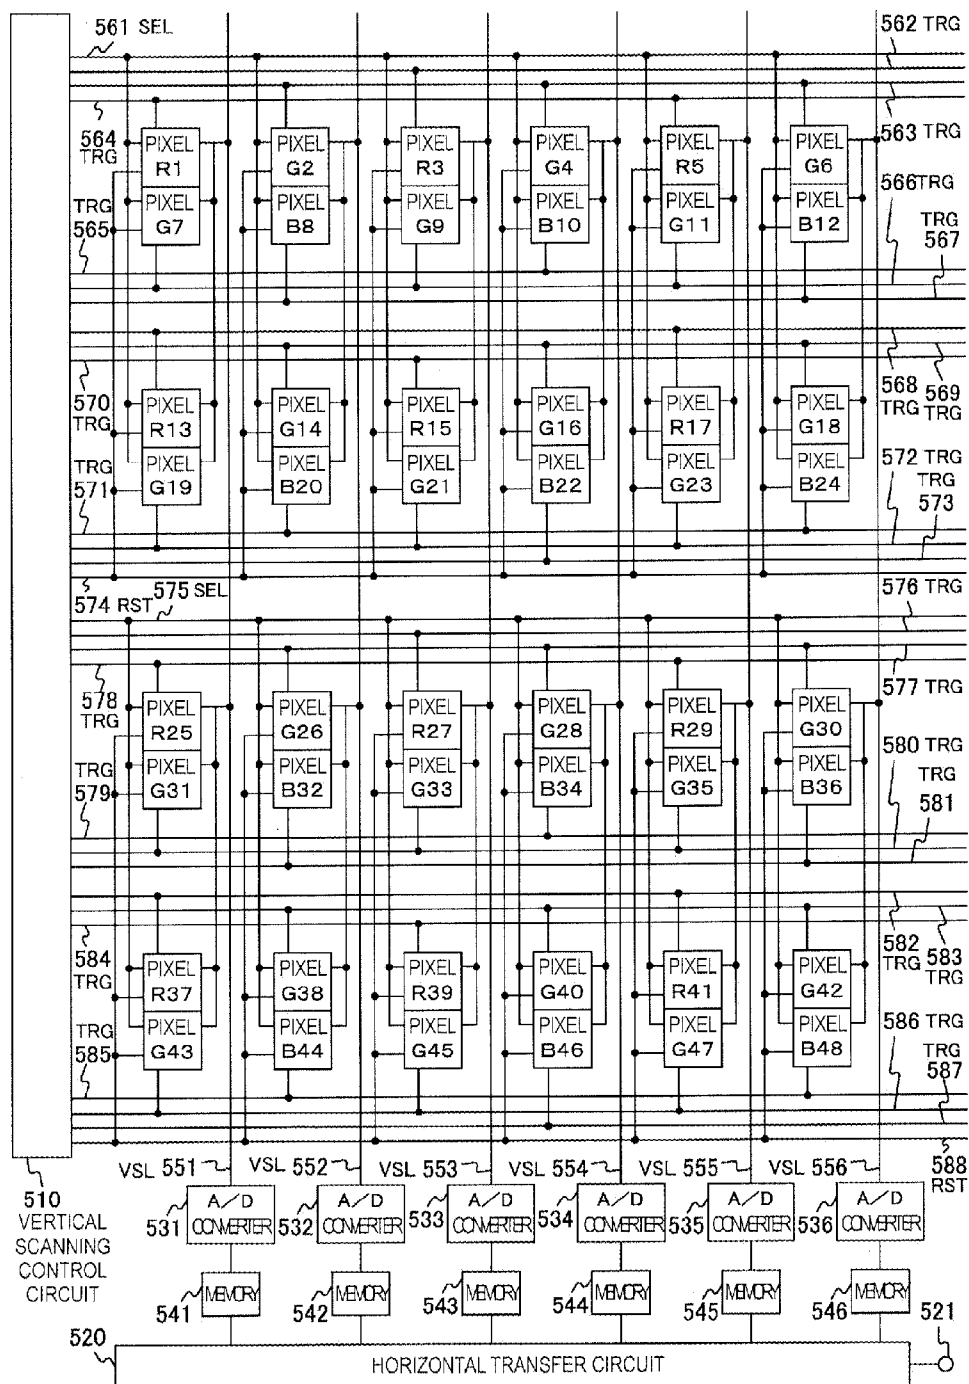 561 SEL
562 TRG
564
TRG
563 TRG
PIXEL PIXEL PIXEL PIXEL PIXEL PIXEL
R1 G2 R3 G4 R5 G6
566 TRG
TRG
565
PIXEL PIXEL PIXEL PIXEL PIXEL PIXEL
G7 B8 G9 B10 G11 B12
TRG
567
570
TRG
568
TRG
569
TRG
PIXEL PIXEL PIXEL PIXEL PIXEL PIXEL
R13 G14 R15 G16 R17 G18
TRG
571
572 TRG
PIXEL PIXEL PIXEL PIXEL PIXEL PIXEL
G19 B20 G21 B22 G23 B24
TRG
573
574 RST
575 SEL
576 TRG
578
TRG
577 TRG
PIXEL PIXEL PIXEL PIXEL PIXEL PIXEL
R25 G26 R27 G28 R29 G30
580 TRG
TRG
579
PIXEL PIXEL PIXEL PIXEL PIXEL PIXEL
G31 B32 G33 B34 G35 B36
TRG
581
584
TRG
582
TRG
583
TRG
PIXEL PIXEL PIXEL PIXEL PIXEL PIXEL
R37 G38 R39 G40 R41 G42
TRG
585
586 TRG
PIXEL PIXEL PIXEL PIXEL PIXEL PIXEL
G43 B44 G45 B46 G47 B48
TRG
587
588
RST
VSL 551 VSL 552 VSL 553 VSL 554 VSL 555 VSL 556
510
VERTICAL
SCANNING
CONTROL
CIRCUIT
A/D A/D A/D A/D A/D A/D
531 CONVERTER 532 CONVERTER 533 CONVERTER 534 CONVERTER 535 CONVERTER 536 CONVERTER
MEMORY MEMORY MEMORY MEMORY MEMORY MEMORY
541 542 543 544 545 546
520
521
HORIZONTAL TRANSFER CIRCUIT